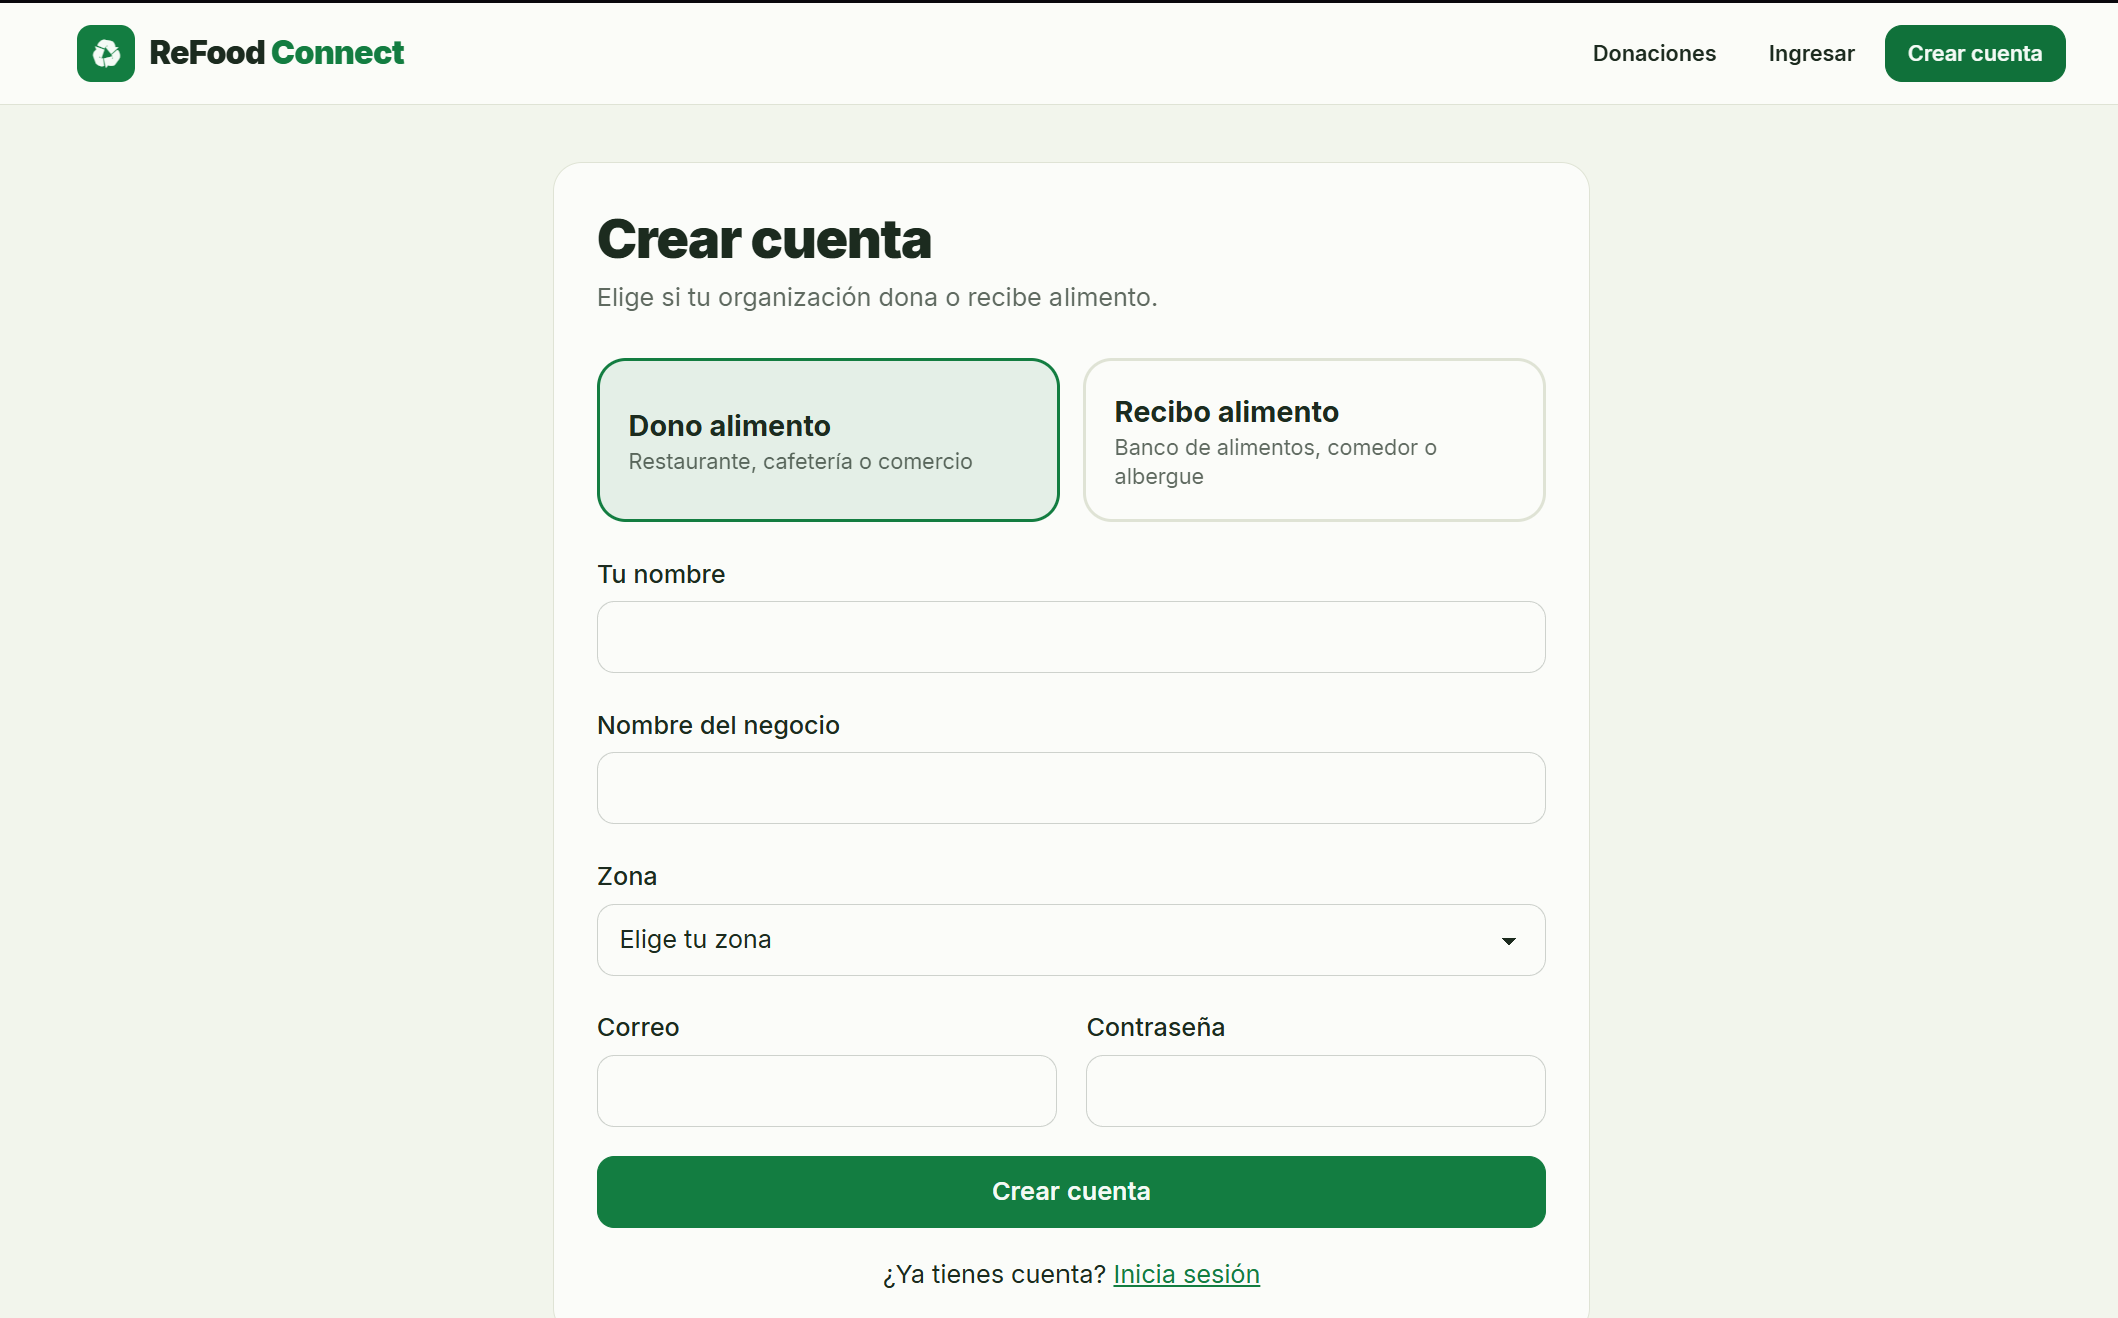 ReFood Connect
Donaciones
Ingresar
Crear cuenta
Crear cuenta
Elige si tu organización dona o recibe alimento.
Dono alimento
Restaurante, cafetería o comercio
Recibo alimento
Banco de alimentos, comedor o
albergue
Tu nombre
Nombre del negocio
Zona
Elige tu zona
Correo
Contraseña
Crear cuenta
¿Ya tienes cuenta? Inicia sesión